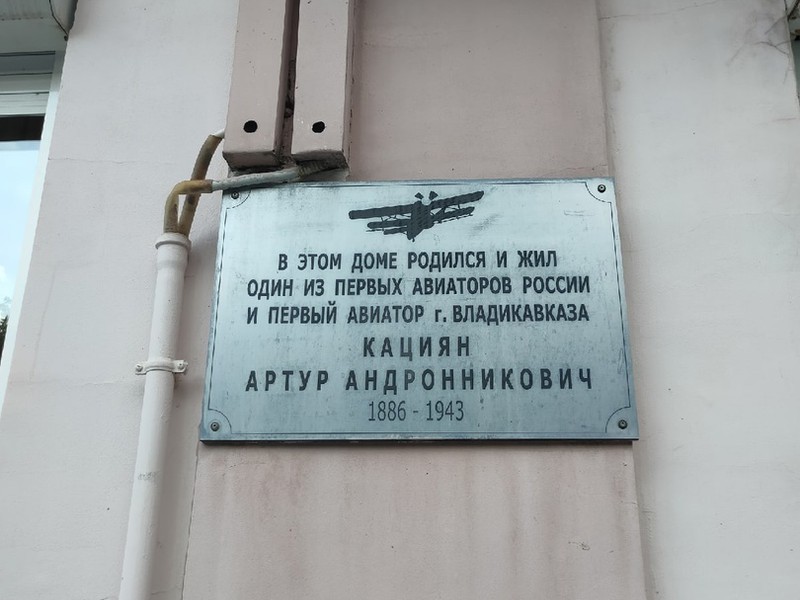 В ЭТОМ ДОМЕ РОДИЛСЯ И ЖИЛ
ОДИН ИЗ ПЕРВЫХ АВИАТОРОВ РОССИИ
И ПЕРВЫЙ АВИАТОР г. ВЛАДИКАВКАЗА
КАЦИЯН
АРТУР АНДРОННИКОВИЧ
1886 - 1943